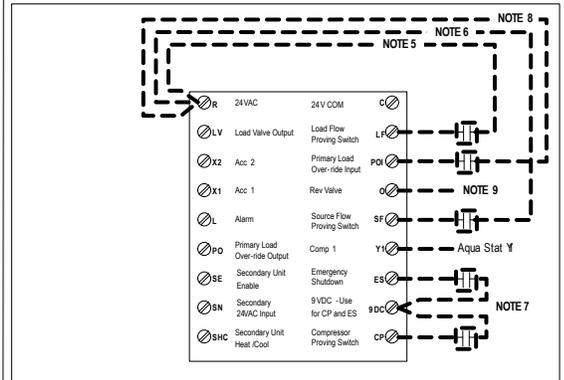 NOTE 8
NOTE 6
NOTE 5
R 24VAC 24V COM C
LV Load Valve Output Load Flow Proving Switch LF
X2 Acc 2 Primary Load Over-ride Input POI
X1 Acc 1 Rev Valve O NOTE 9
L Alarm Source Flow Proving Switch SF
PO Primary Load Over-ride Output Comp 1 Y1 Aqua Stat Y1
SE Secondary Unit Enable Emergency Shutdown ES
SN Secondary 24VAC Input 9 VDC - Use for CP and ES 9DC NOTE 7
SHC Secondary Unit Heat /Cool Compressor Proving Switch CP